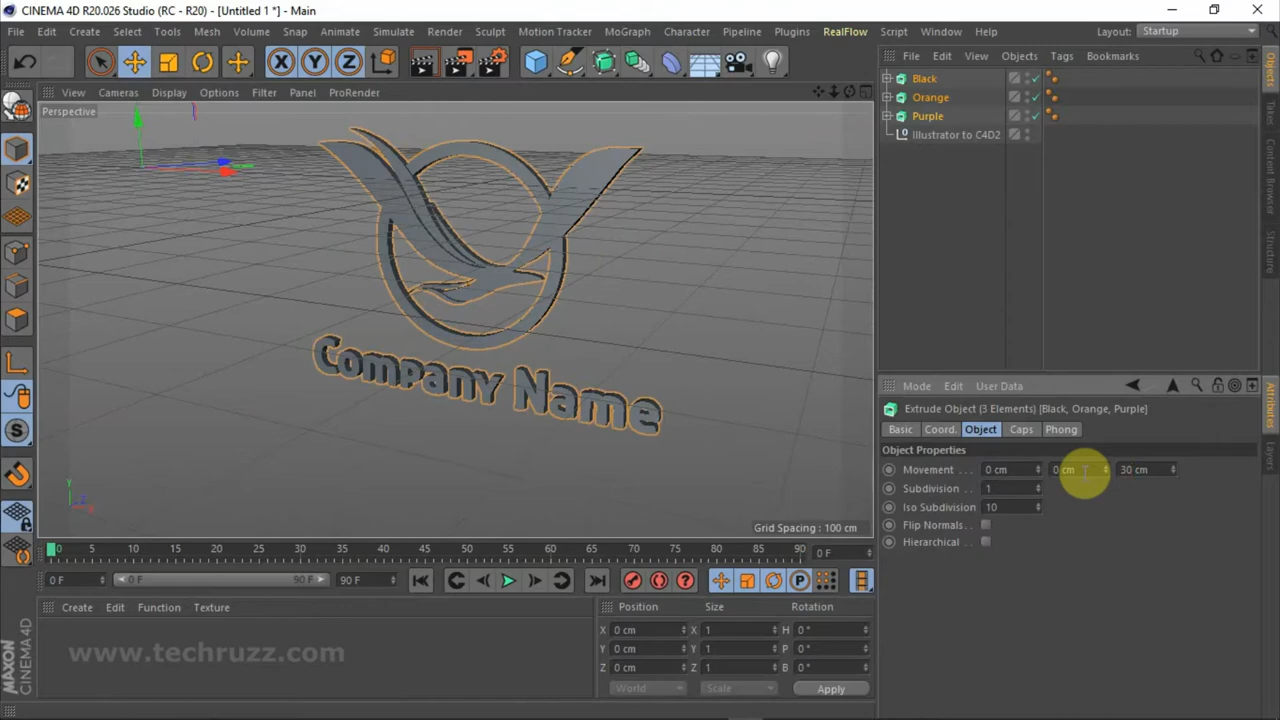 CINEMA 4D R20.026 Studio (RC - R20) - [Untitled 1 *] - Main
File Edit Create Select Tools Mesh Volume Snap Animate Simulate Render Sculpt Motion Tracker MoGraph Character Pipeline Plugins RealFlow Script Window Help Layout: Startup
X Y Z
File Edit View Objects Tags Bookmarks
View Cameras Display Options Filter Panel ProRender
Perspective
Black
Orange
Purple
Illustrator to C4D2
Objects
Takes
Content Browser
Structure
Company Name
Y
Z
X
Grid Spacing : 100 cm
Mode Edit User Data
Extrude Object (3 Elements) [Black, Orange, Purple]
Basic Coord. Object Caps Phong
Object Properties
Movement . . . 0 cm 0 cm 30 cm
Subdivision . . 1
Iso Subdivision 10
Flip Normals. .
Hierarchical . .
Attributes
Layers
0 5 10 15 20 25 30 35 40 45 50 55 60 65 70 75 80 85 90 0 F
0 F 0 F 90 F 90 F
Create Edit Function Texture
Position Size Rotation
X 0 cm X 1 H 0 °
Y 0 cm Y 1 P 0 °
Z 0 cm Z 1 B 0 °
World Scale Apply
www.techruzz.com
MAXON
CINEMA 4D